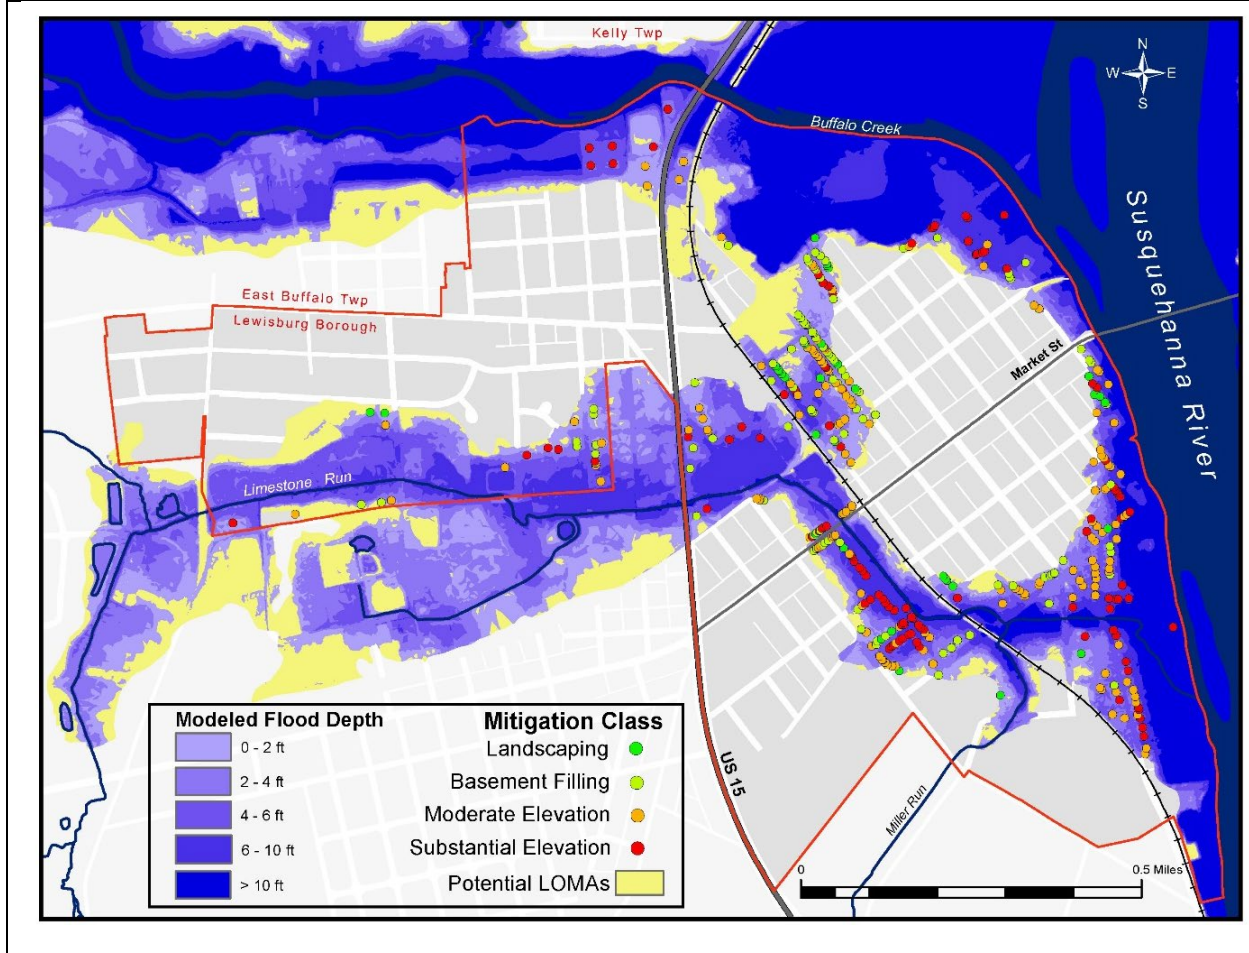 Kelly Twp
N
W E
S
Buffalo Creek
Susquehanna River
East Buffalo Twp
Lewisburg Borough
Market St
Limestone Run
US 15
Miller Run
Modeled Flood Depth
0 - 2 ft
2 - 4 ft
4 - 6 ft
6 - 10 ft
> 10 ft
Mitigation Class
Landscaping
Basement Filling
Moderate Elevation
Substantial Elevation
Potential LOMAs
0 0.5 Miles